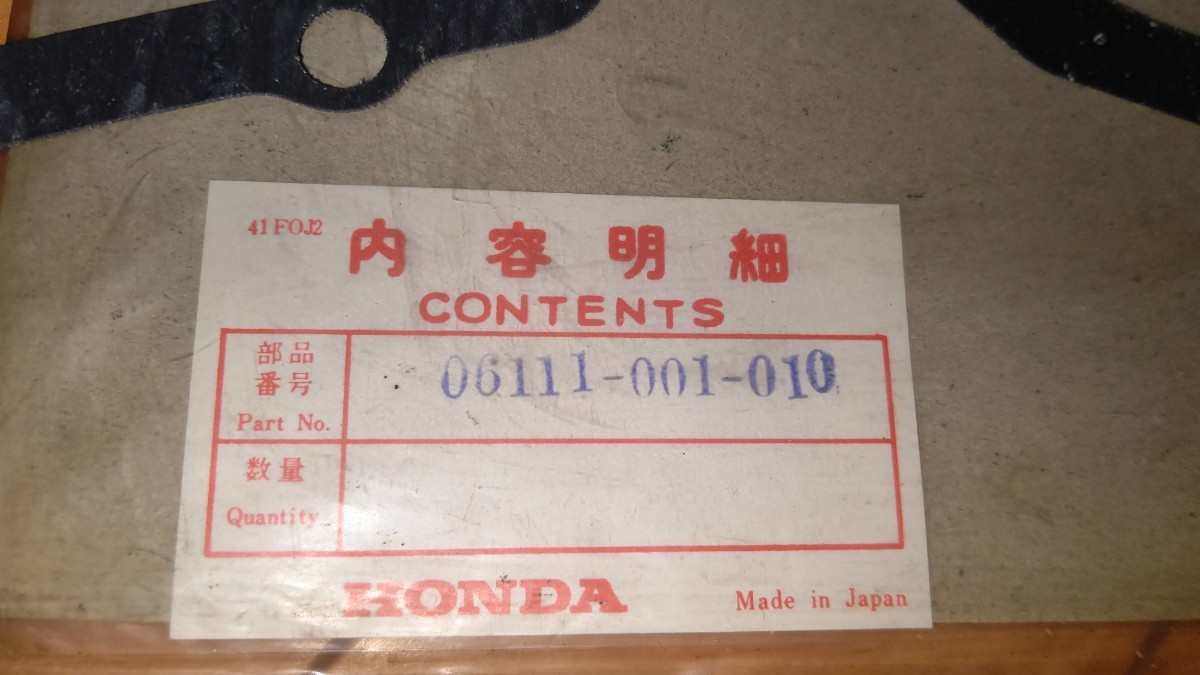 41FOJ2
内容明細
CONTENTS
部品
番号
Part No.
06111-001-010
数量
Quantity
HONDA
Made in Japan